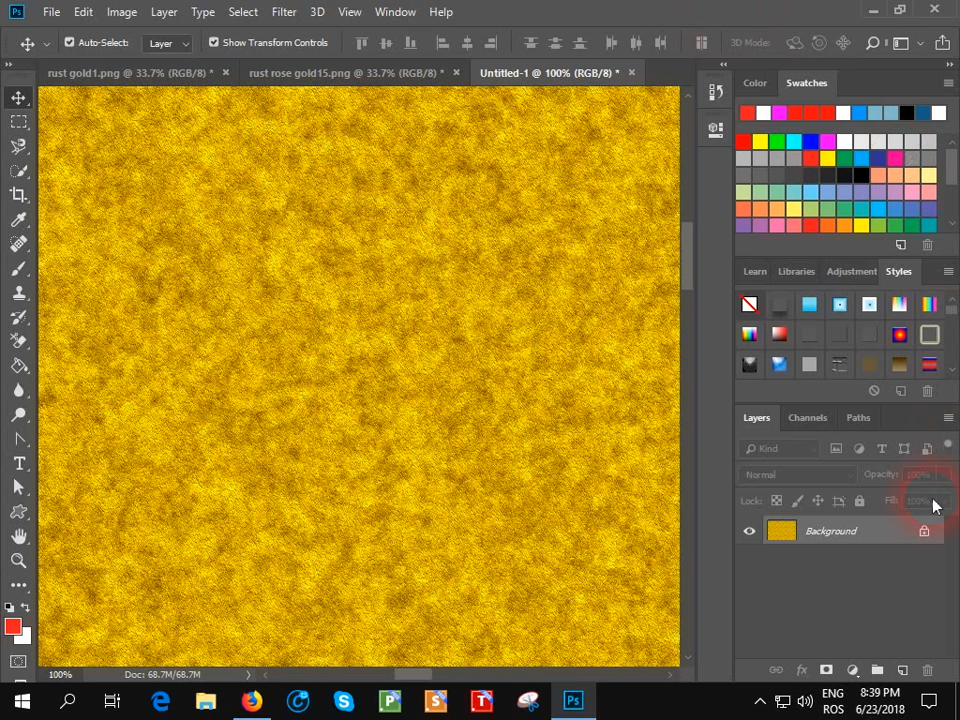 Ps File Edit Image Layer Type Select Filter 3D View Window Help
Auto-Select: Layer Show Transform Controls 3D Mode:
rust gold1.png @ 33.7% (RGB/8) * × rust rose gold15.png @ 33.7% (RGB/8) * × Untitled-1 @ 100% (RGB/8) * ×
Color Swatches
Learn Libraries Adjustment Styles
Layers Channels Paths
Kind
Normal Opacity: 100%
Lock: Fill: 100%
Background
100% Doc: 68.7M/68.7M
ENG 8:39 PM
ROS 6/23/2018